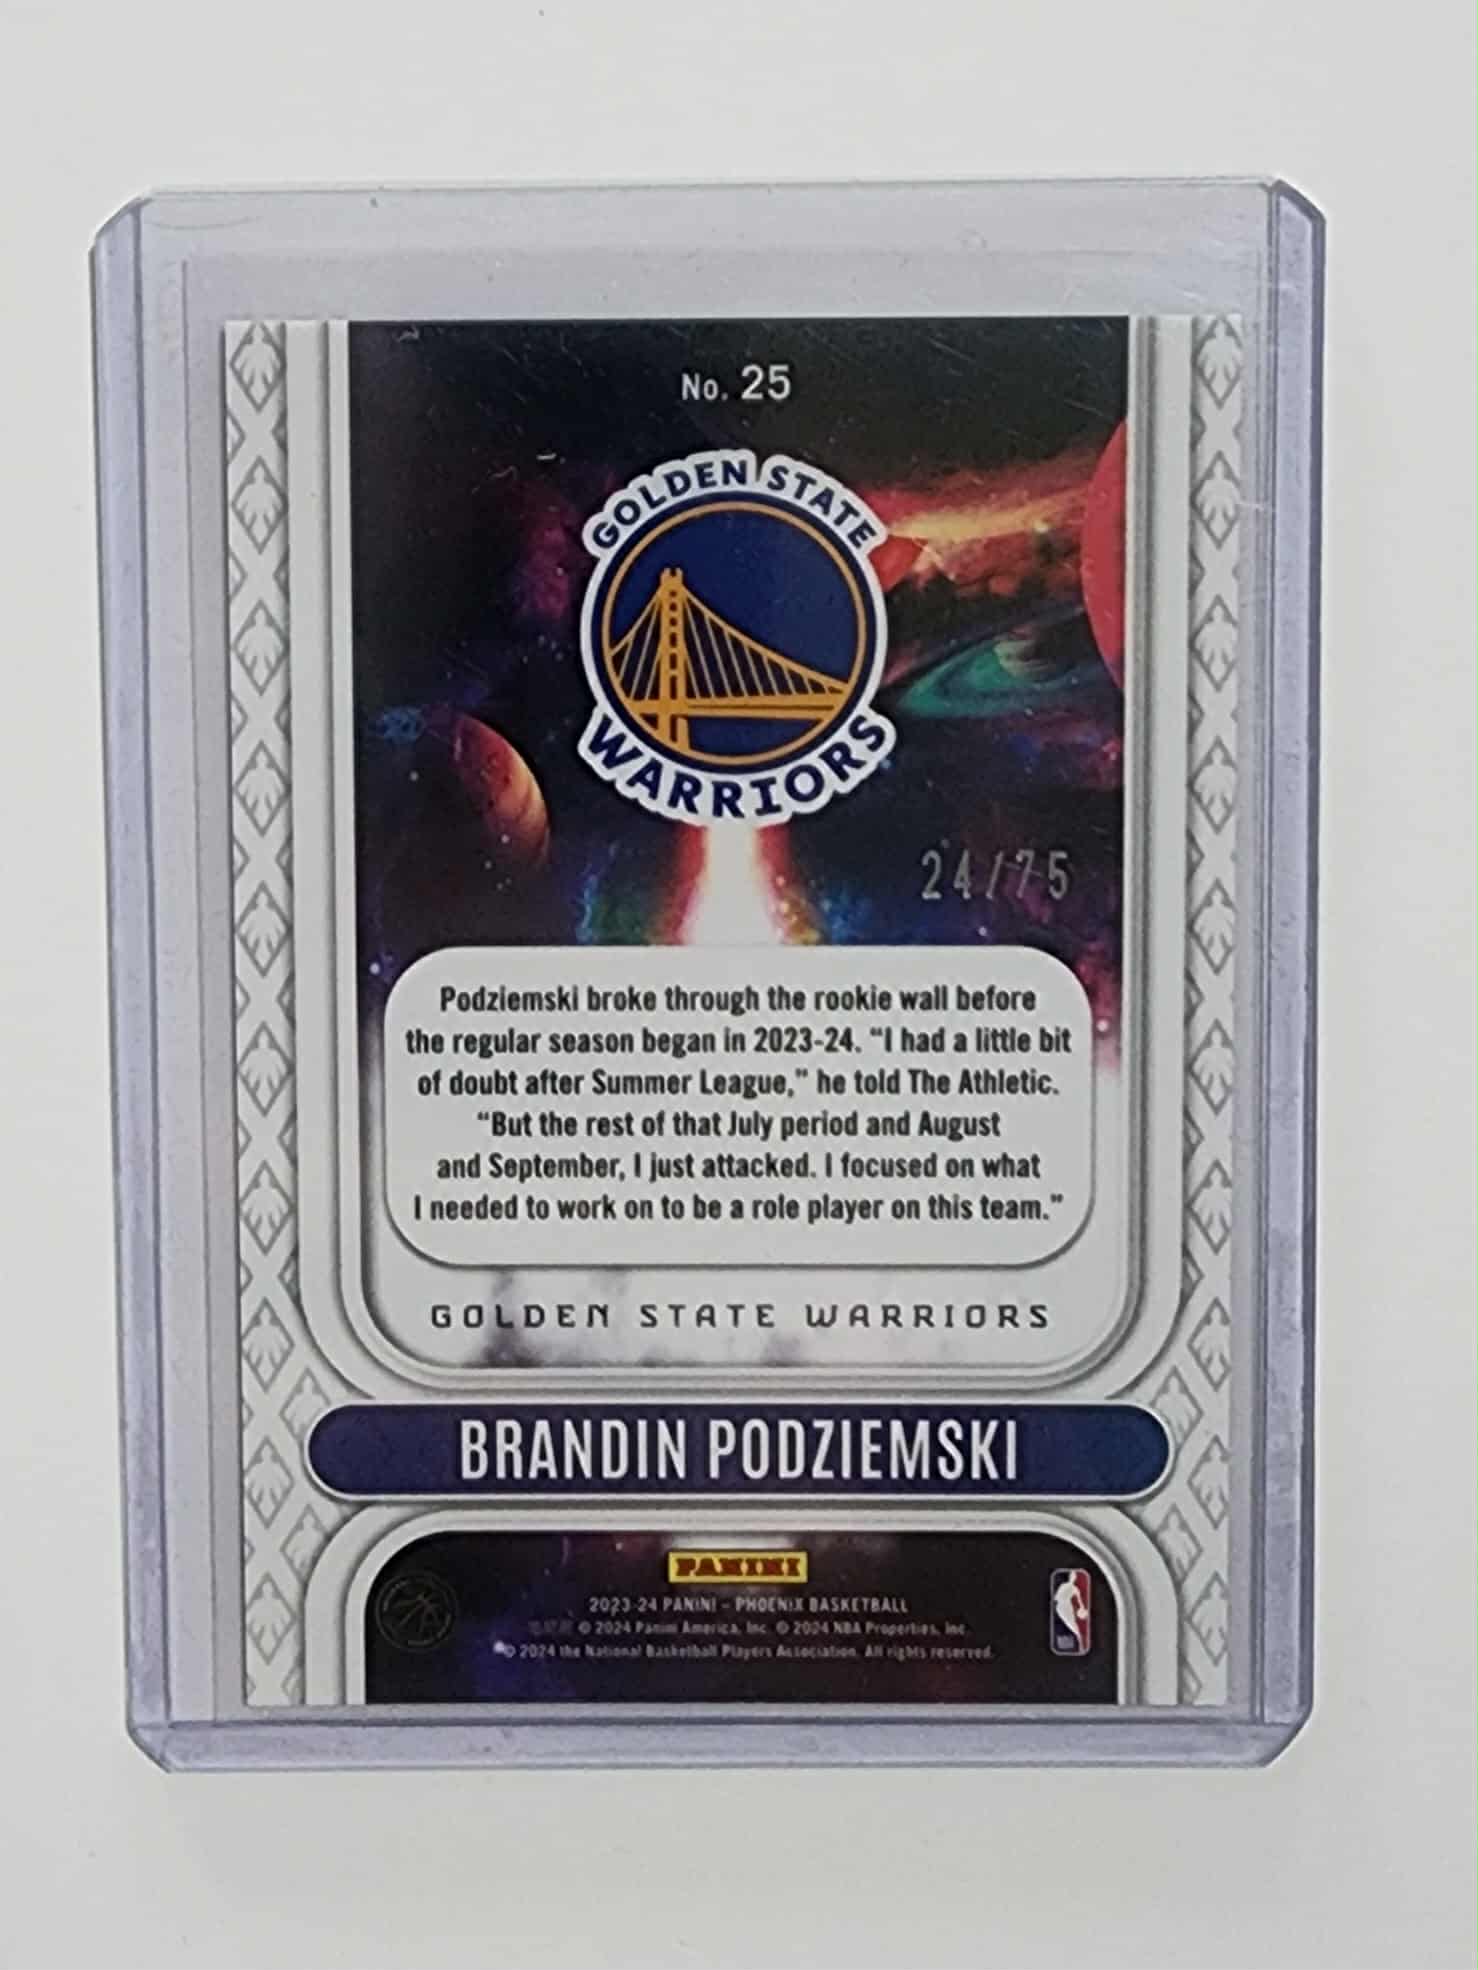 No. 25
GOLDEN STATE
WARRIORS
24/75
Podziemski broke through the rookie wall before
the regular season began in 2023-24. “I had a little bit
of doubt after Summer League,” he told The Athletic.
“But the rest of that July period and August
and September, I just attacked. I focused on what
I needed to work on to be a role player on this team.”
GOLDEN STATE WARRIORS
BRANDIN PODZIEMSKI
PANINI
2023-24 PANINI – PHOENIX BASKETBALL
© 2024 Panini America, Inc. © 2024 NBA Properties, Inc.
© 2024 the National Basketball Players Association. All rights reserved.